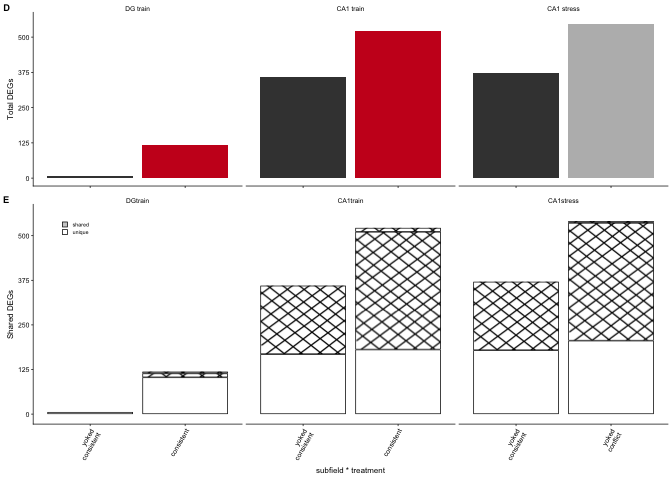 D
DG train
CA1 train
CA1 stress
Total DEGs
500
375
250
125
0
E
DGtrain
CA1train
CA1stress
shared
unique
Shared DEGs
500
375
250
125
0
yoked
consistent
consistent
yoked
consistent
consistent
yoked
consistent
yoked
conflict
subfield * treatment